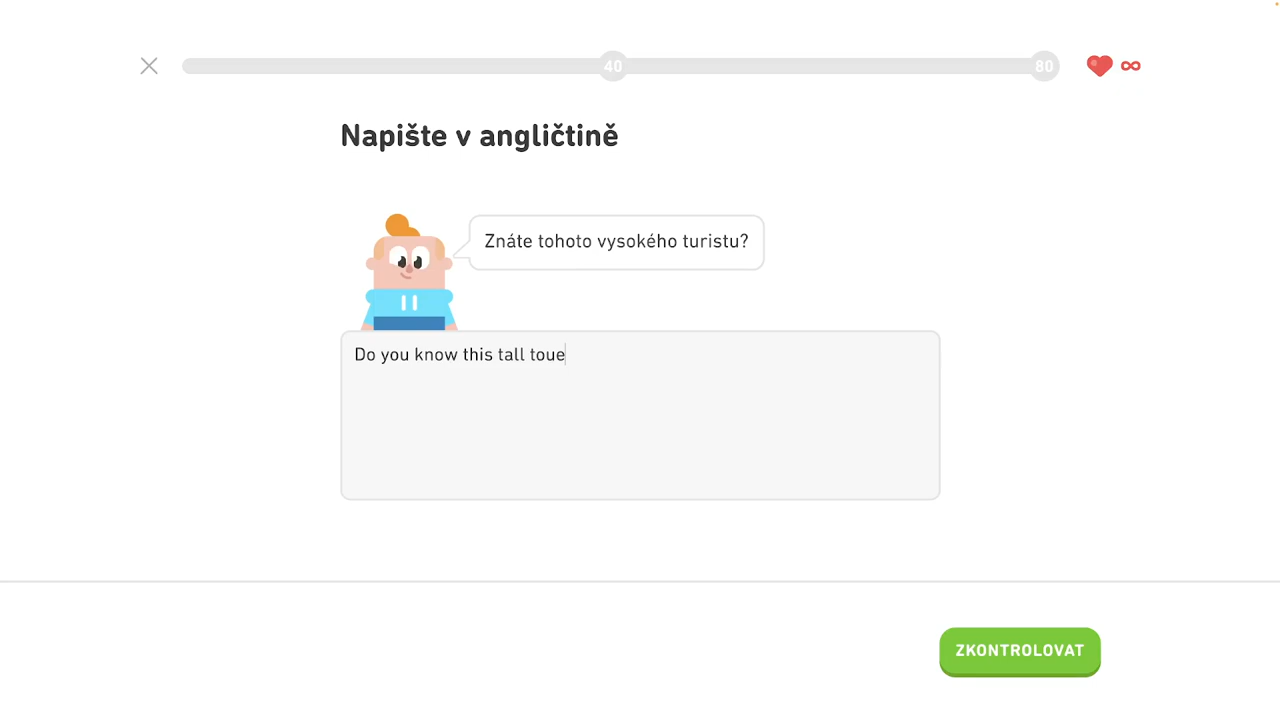 40
80
∞
Napište v angličtině
Znáte tohoto vysokého turistu?
Do you know this tall toue
ZKONTROLOVAT